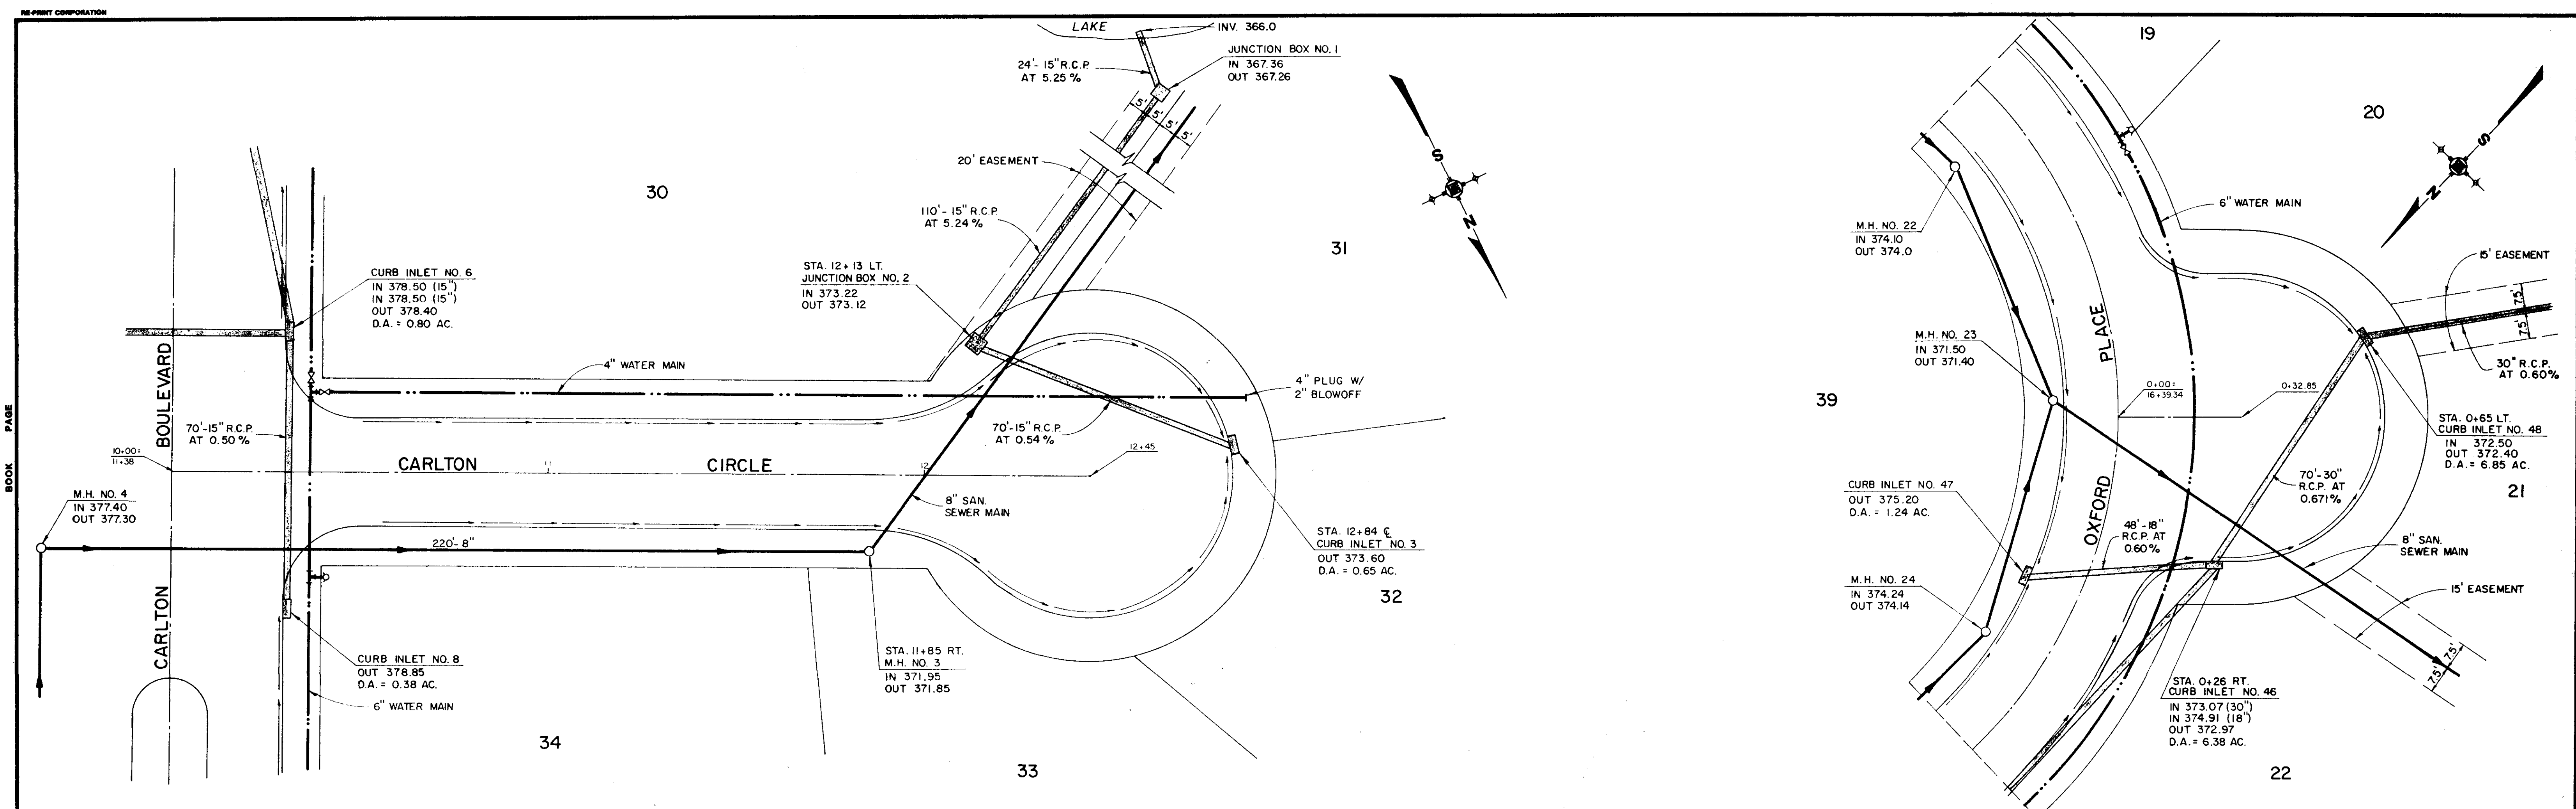 RE-PRINT CORPORATION
BOOK PAGE
LAKE
INV. 366.0
JUNCTION BOX NO. 1
IN 367.36
OUT 367.26
24'- 15" R.C.P.
AT 5.25 %
5'
5'
5'
5'
20' EASEMENT
30
110'- 15" R.C.P.
AT 5.24 %
31
S
N
CURB INLET NO. 6
IN 378.50 (15")
IN 378.50 (15")
OUT 378.40
D.A. = 0.80 AC.
STA. 12+13 LT.
JUNCTION BOX NO. 2
IN 373.22
OUT 373.12
4" WATER MAIN
4" PLUG W/
2" BLOWOFF
CARLTON BOULEVARD
70'-15" R.C.P.
AT 0.50 %
70'-15" R.C.P.
AT 0.54 %
10+00=
11+38
11
12
12+45
CARLTON CIRCLE
M.H. NO. 4
IN 377.40
OUT 377.30
8" SAN.
SEWER MAIN
220'- 8"
STA. 12+84 ℄
CURB INLET NO. 3
OUT 373.60
D.A. = 0.65 AC.
32
CURB INLET NO. 8
OUT 378.85
D.A. = 0.38 AC.
6" WATER MAIN
STA. 11+85 RT.
M.H. NO. 3
IN 371.95
OUT 371.85
34
33
19
20
S
N
6" WATER MAIN
M.H. NO. 22
IN 374.10
OUT 374.0
15' EASEMENT
7.5'
7.5'
30" R.C.P.
AT 0.60%
M.H. NO. 23
IN 371.50
OUT 371.40
OXFORD PLACE
0+00=
16+39.34
0+32.85
39
STA. 0+65 LT.
CURB INLET NO. 48
IN 372.50
OUT 372.40
D.A. = 6.85 AC.
21
70'-30"
R.C.P. AT
0.671%
CURB INLET NO. 47
OUT 375.20
D.A. = 1.24 AC.
48'-18"
R.C.P. AT
0.60%
8" SAN.
SEWER MAIN
M.H. NO. 24
IN 374.24
OUT 374.14
15' EASEMENT
7.5'
7.5'
STA. 0+26 RT.
CURB INLET NO. 46
IN 373.07 (30")
IN 374.91 (18")
OUT 372.97
D.A. = 6.38 AC.
22